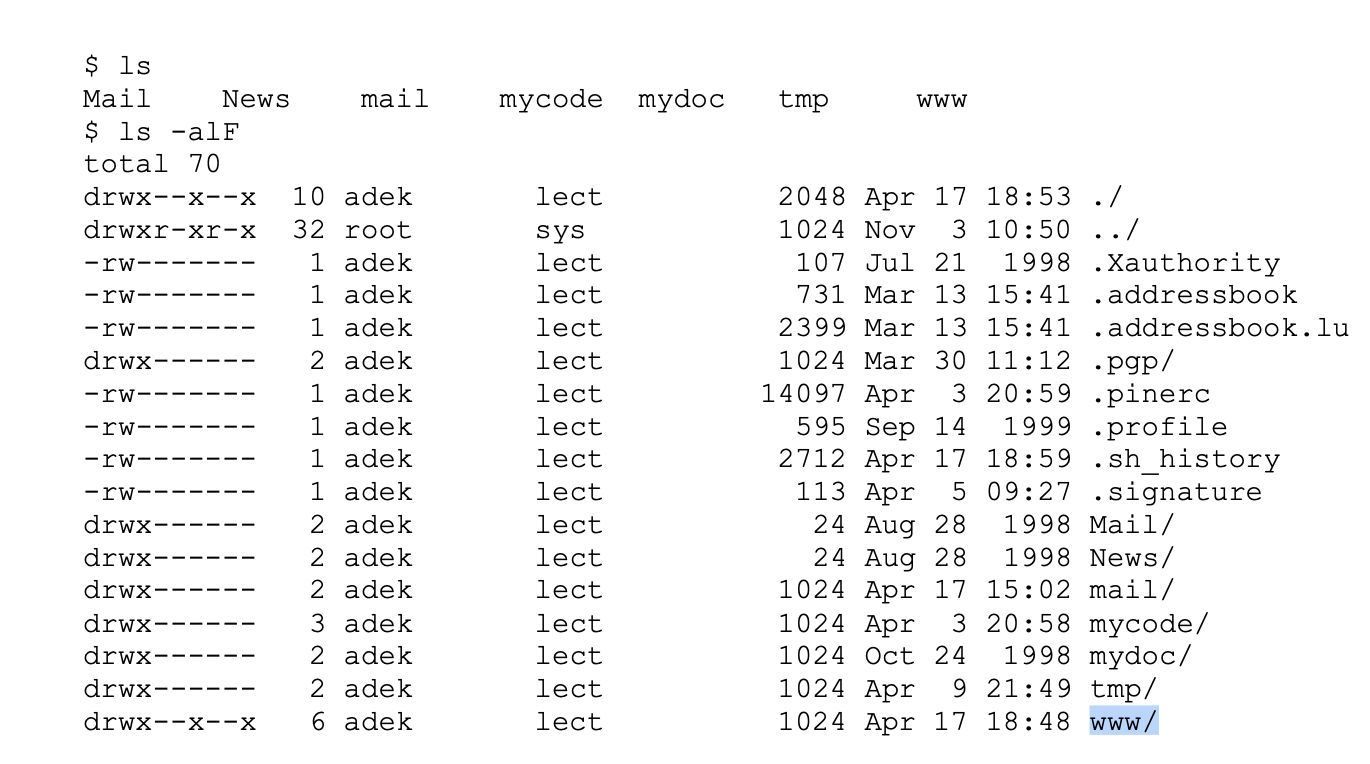 $ ls
Mail    News    mail    mycode  mydoc   tmp     www
$ ls -alF
total 70
drwx--x--x  10 adek       lect          2048 Apr 17 18:53 ./
drwxr-xr-x  32 root       sys           1024 Nov  3 10:50 ../
-rw-------   1 adek       lect           107 Jul 21  1998 .Xauthority
-rw-------   1 adek       lect           731 Mar 13 15:41 .addressbook
-rw-------   1 adek       lect          2399 Mar 13 15:41 .addressbook.lu
drwx------   2 adek       lect          1024 Mar 30 11:12 .pgp/
-rw-------   1 adek       lect         14097 Apr  3 20:59 .pinerc
-rw-------   1 adek       lect           595 Sep 14  1999 .profile
-rw-------   1 adek       lect          2712 Apr 17 18:59 .sh_history
-rw-------   1 adek       lect           113 Apr  5 09:27 .signature
drwx------   2 adek       lect            24 Aug 28  1998 Mail/
drwx------   2 adek       lect            24 Aug 28  1998 News/
drwx------   2 adek       lect          1024 Apr 17 15:02 mail/
drwx------   3 adek       lect          1024 Apr  3 20:58 mycode/
drwx------   2 adek       lect          1024 Oct 24  1998 mydoc/
drwx------   2 adek       lect          1024 Apr  9 21:49 tmp/
drwx--x--x   6 adek       lect          1024 Apr 17 18:48 www/